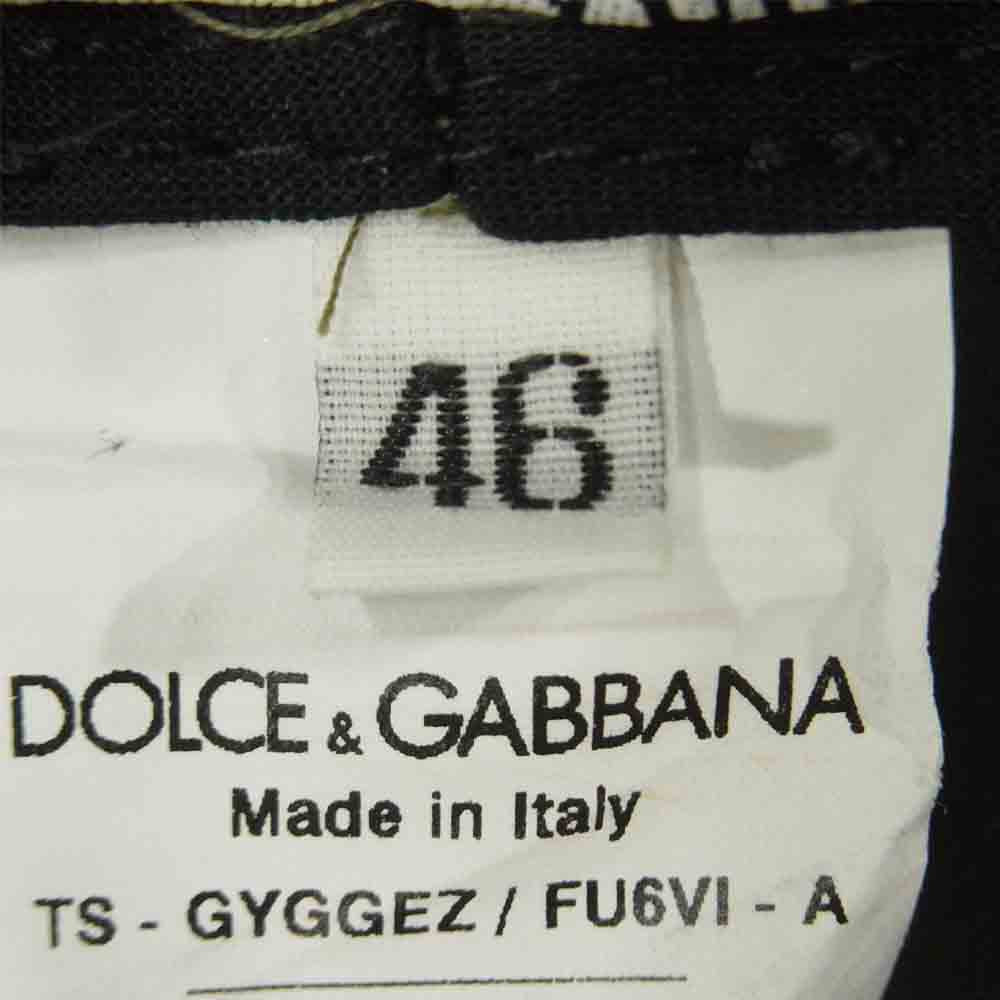 46
DOLCE & GABBANA
Made in Italy
TS - GYGGEZ / FU6VI - A